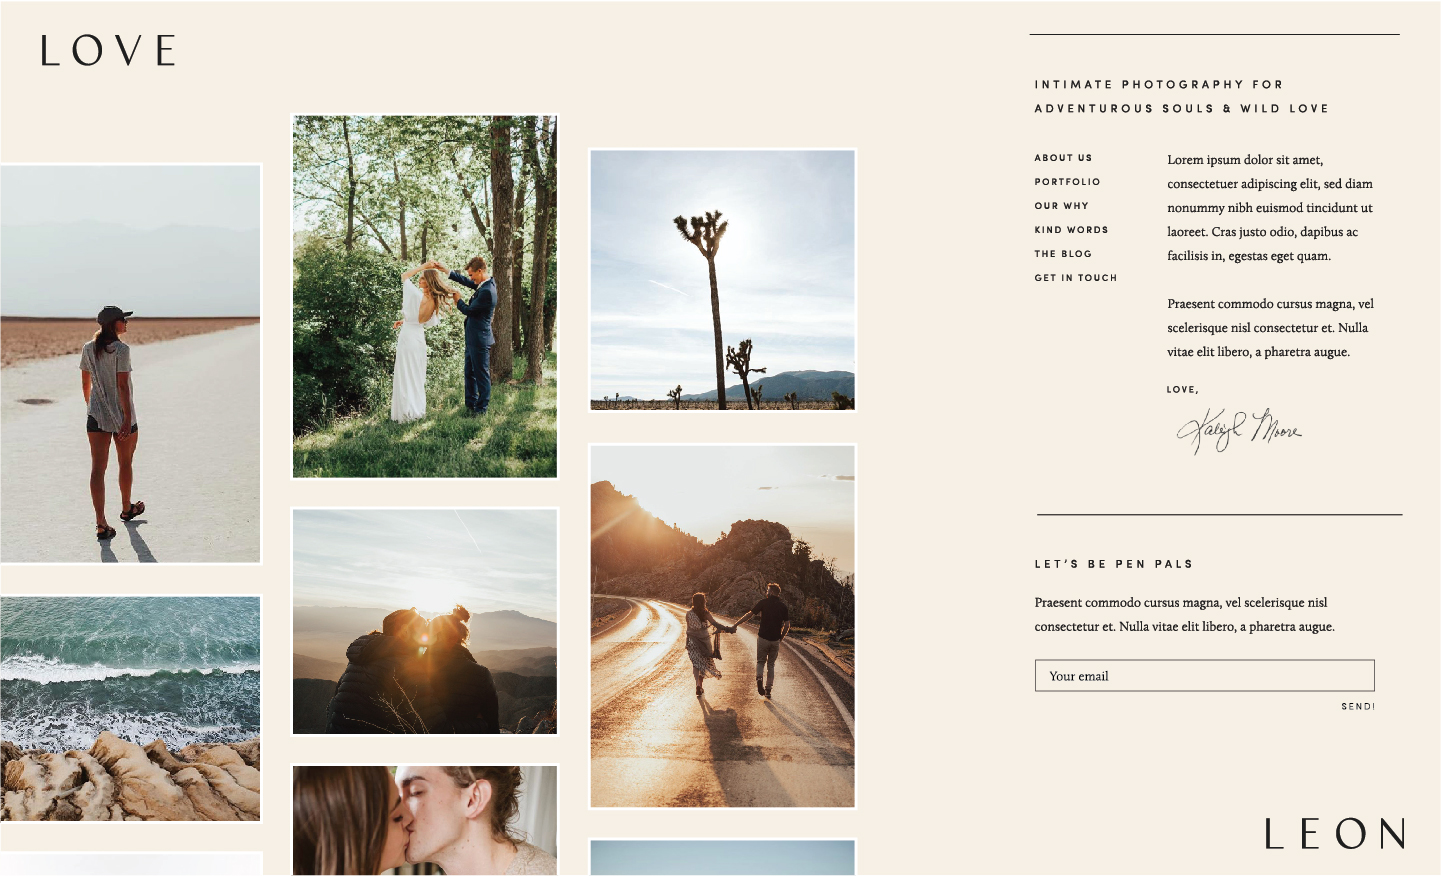 LOVE
INTIMATE PHOTOGRAPHY FOR
ADVENTUROUS SOULS & WILD LOVE
ABOUT US
PORTFOLIO
OUR WHY
KIND WORDS
THE BLOG
GET IN TOUCH
Lorem ipsum dolor sit amet,
consectetuer adipiscing elit, sed diam
nonummy nibh euismod tincidunt ut
laoreet. Cras justo odio, dapibus ac
facilisis in, egestas eget quam.
Praesent commodo cursus magna, vel
scelerisque nisl consectetur et. Nulla
vitae elit libero, a pharetra augue.
LOVE,
Kaleigh Moore
LET'S BE PEN PALS
Praesent commodo cursus magna, vel scelerisque nisl
consectetur et. Nulla vitae elit libero, a pharetra augue.
Your email
SEND!
LEON